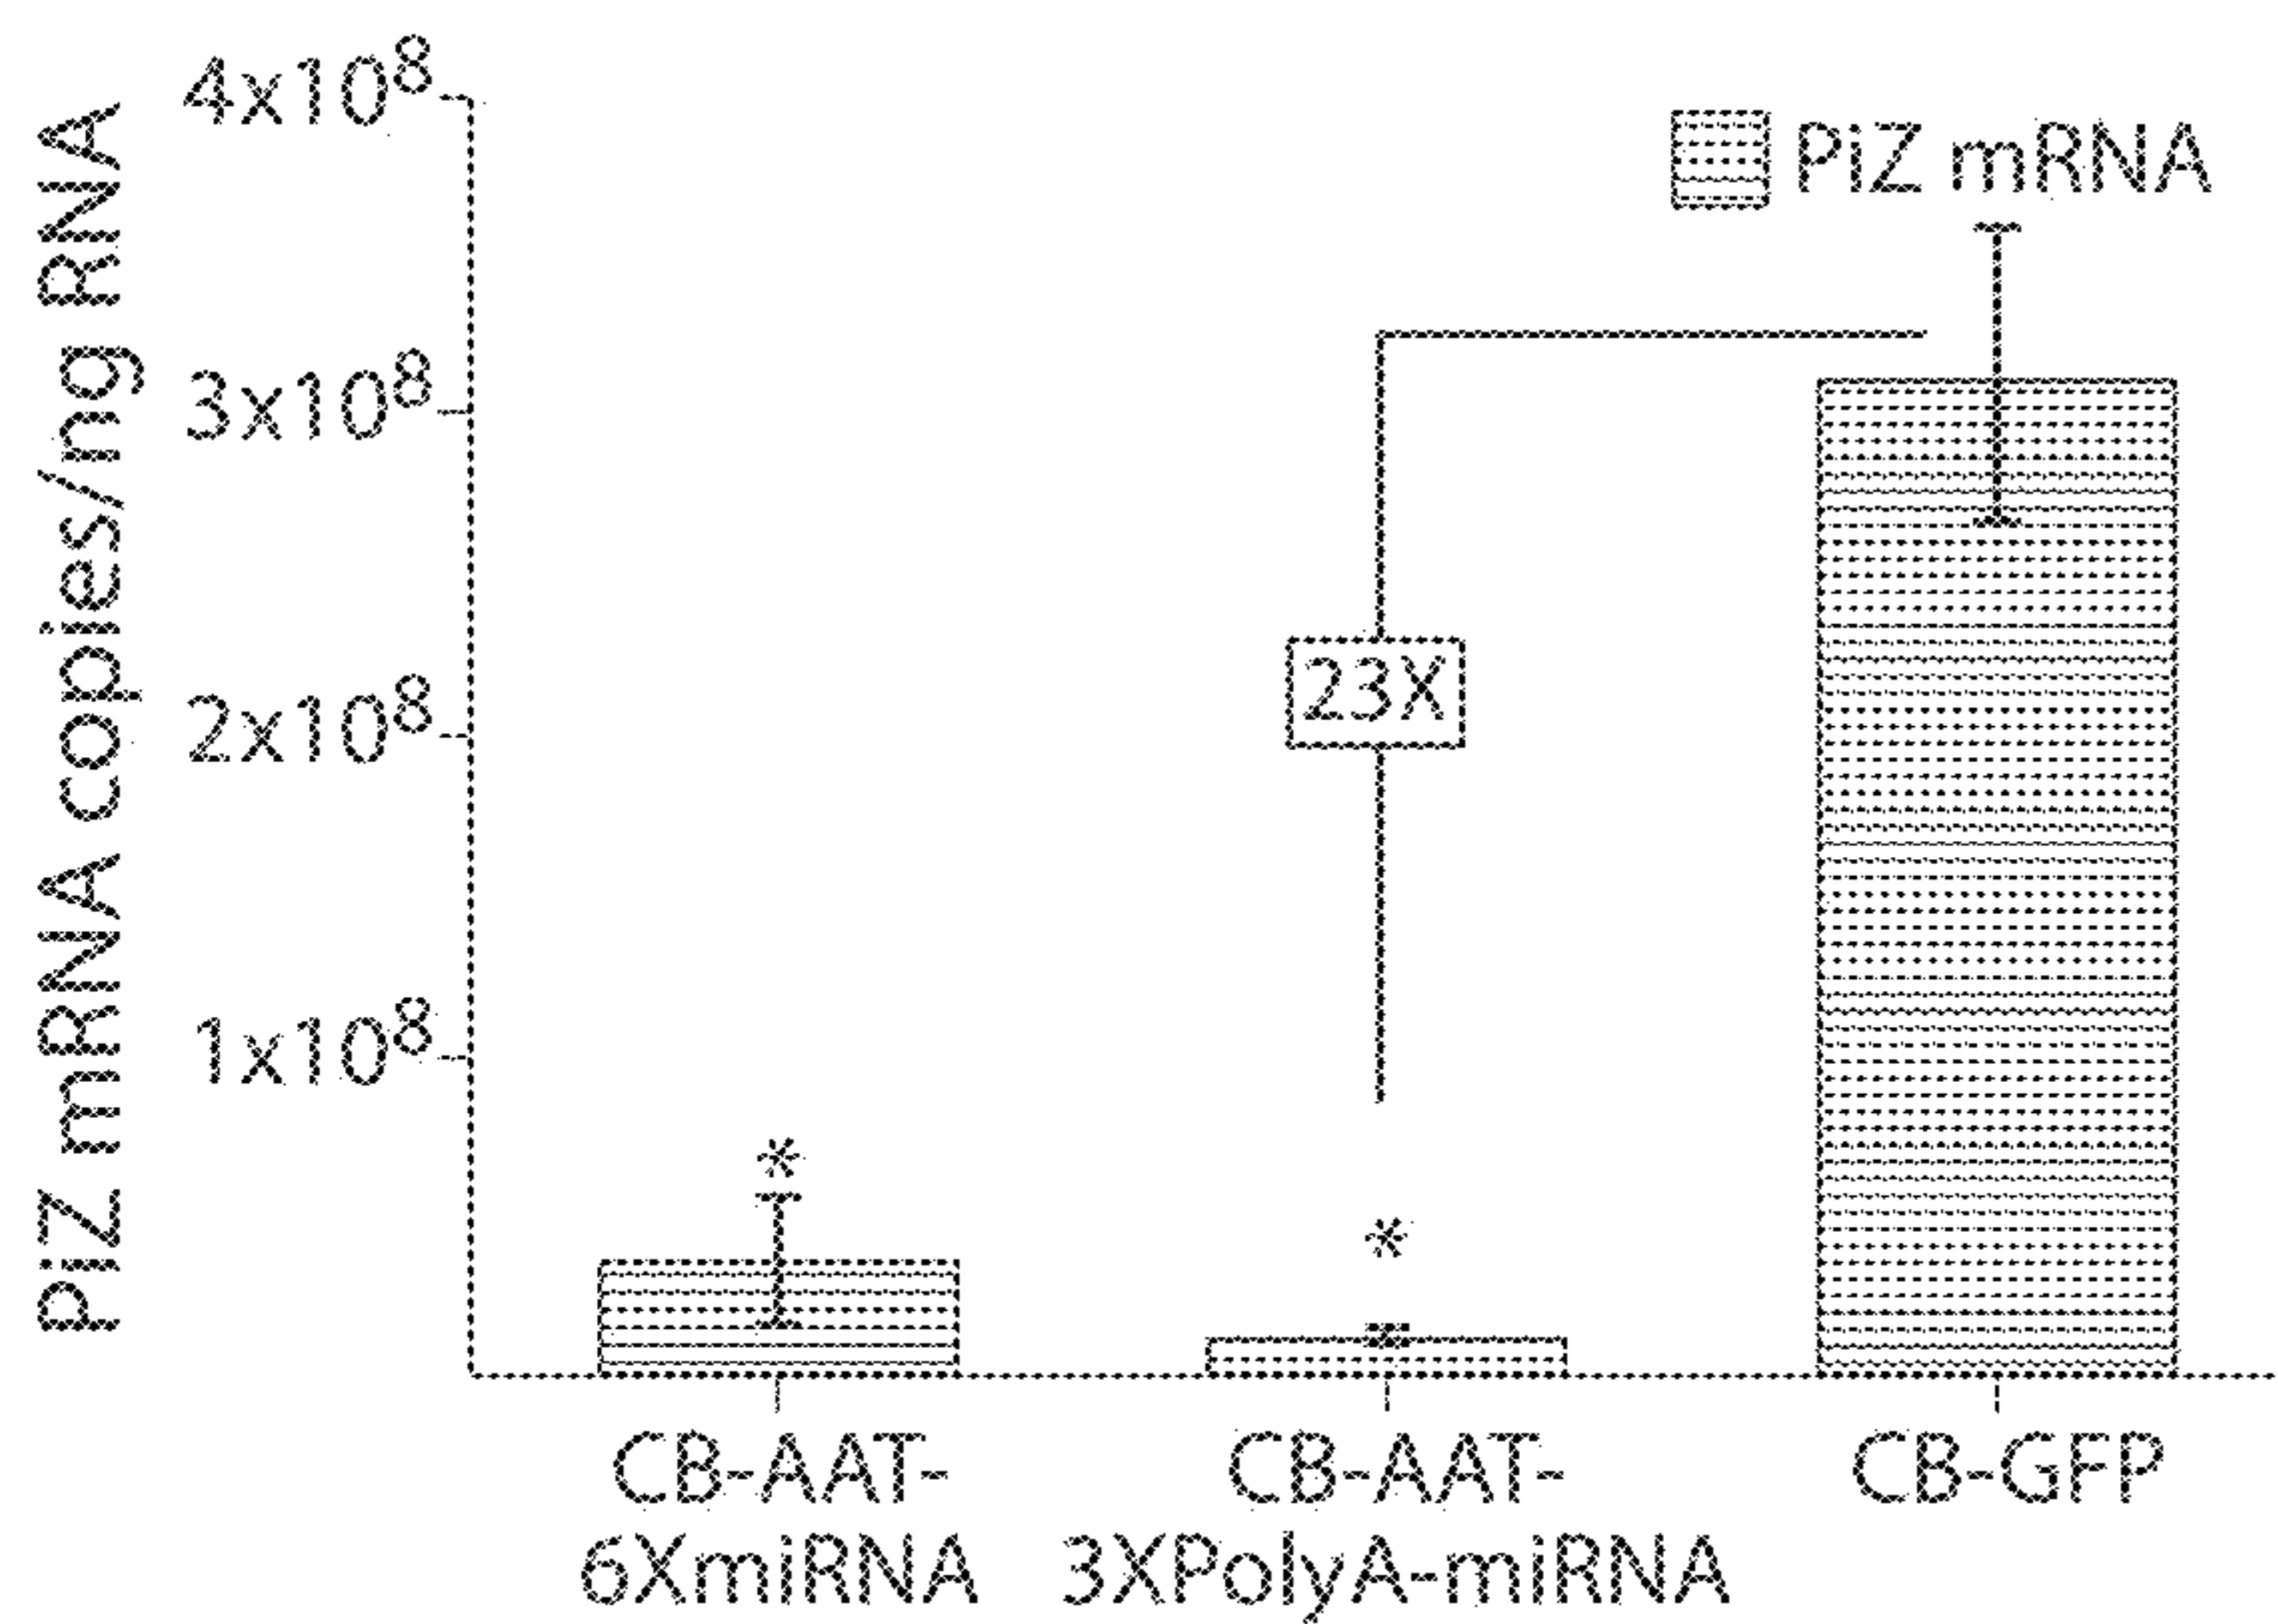 PiZ mRNA copies/ng RNA
4x10⁸
3x10⁸
2x10⁸
1x10⁸
PiZ mRNA
23X
*
*
CB-AAT-
6XmiRNA
CB-AAT-
3XPolyA-miRNA
CB-GFP